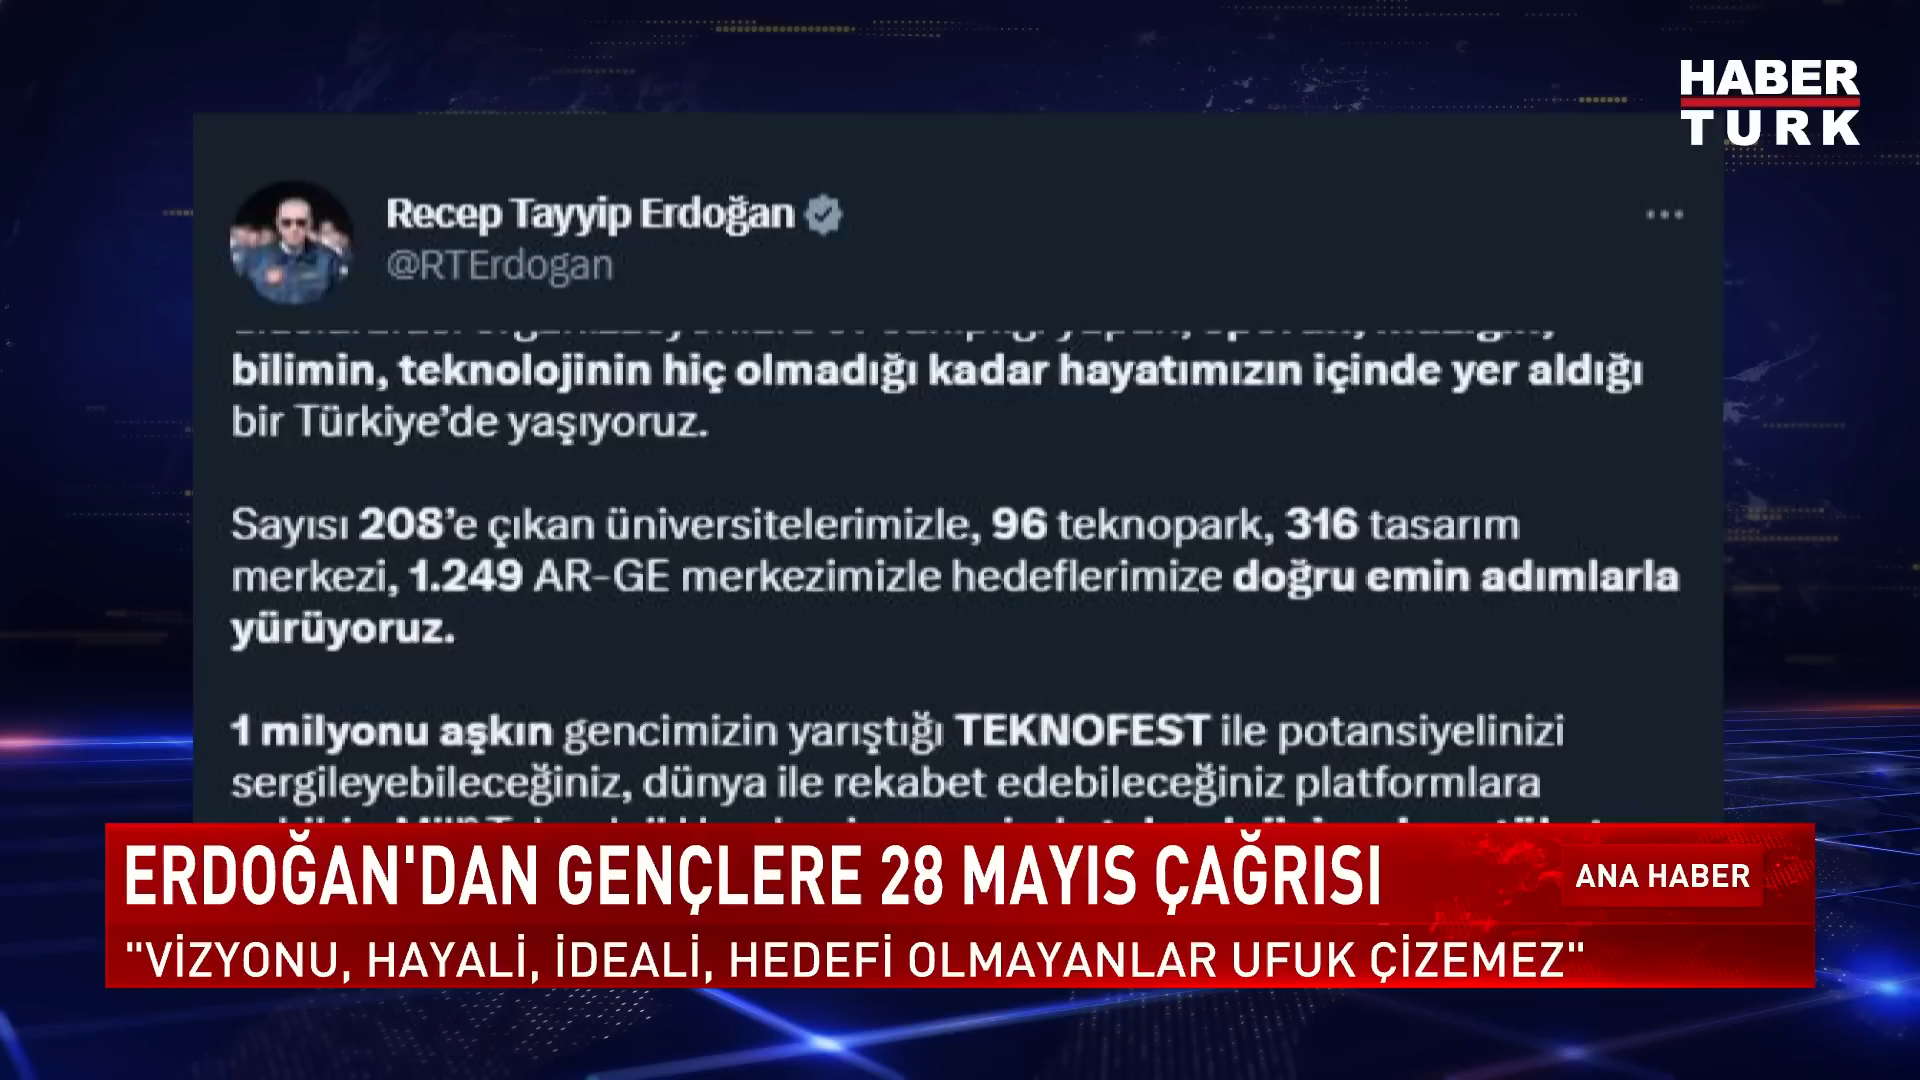 HABER
TURK
Recep Tayyip Erdoğan
@RTErdogan
bilimin, teknolojinin hiç olmadığı kadar hayatımızın içinde yer aldığı
bir Türkiye’de yaşıyoruz.
Sayısı 208’e çıkan üniversitelerimizle, 96 teknopark, 316 tasarım
merkezi, 1.249 AR-GE merkezimizle hedeflerimize doğru emin adımlarla
yürüyoruz.
1 milyonu aşkın gencimizin yarıştığı TEKNOFEST ile potansiyelinizi
sergileyebileceğiniz, dünya ile rekabet edebileceğiniz platformlara
ERDOĞAN'DAN GENÇLERE 28 MAYIS ÇAĞRISI
ANA HABER
"VİZYONU, HAYALİ, İDEALİ, HEDEFİ OLMAYANLAR UFUK ÇİZEMEZ"